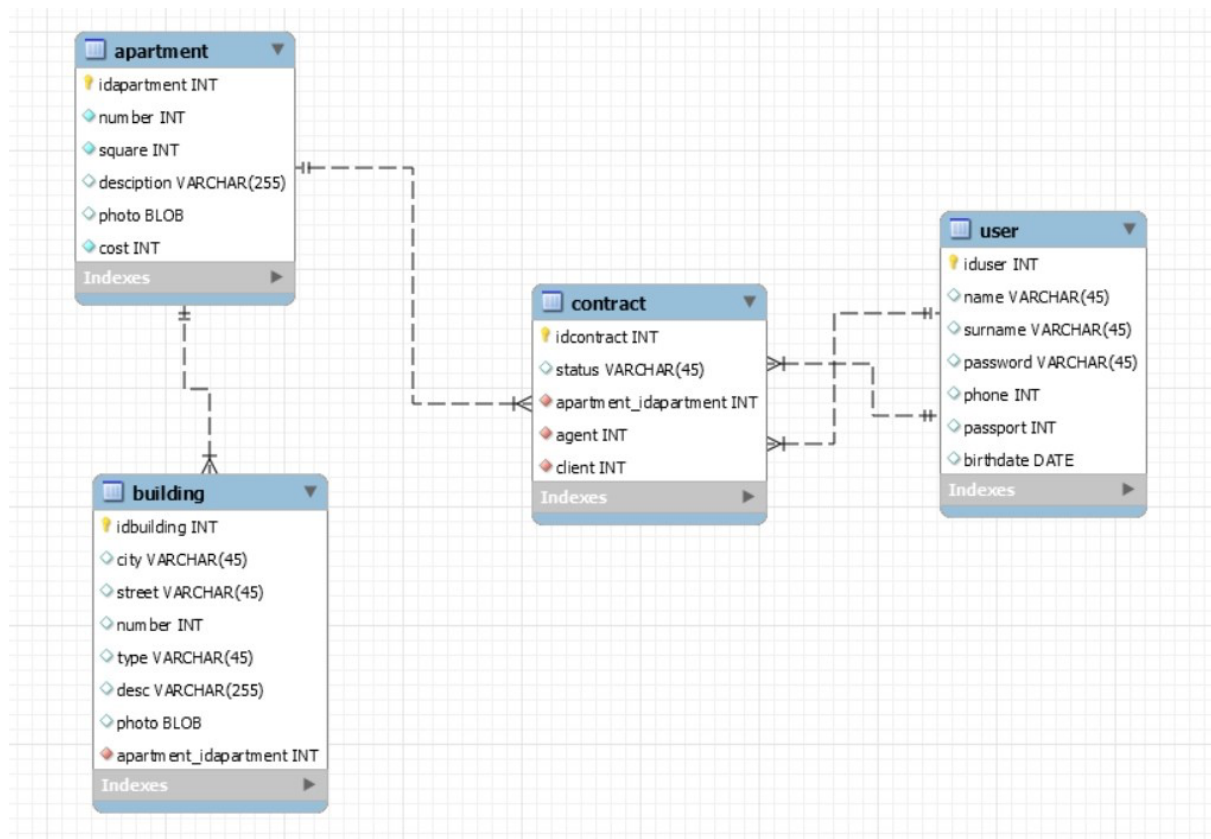 apartment
idapartment INT
number INT
square INT
desciption VARCHAR(255)
photo BLOB
cost INT
Indexes
building
idbuilding INT
city VARCHAR(45)
street VARCHAR(45)
number INT
type VARCHAR(45)
desc VARCHAR(255)
photo BLOB
apartment_idapartment INT
Indexes
contract
idcontract INT
status VARCHAR(45)
apartment_idapartment INT
agent INT
client INT
Indexes
user
iduser INT
name VARCHAR(45)
surname VARCHAR(45)
password VARCHAR(45)
phone INT
passport INT
birthdate DATE
Indexes